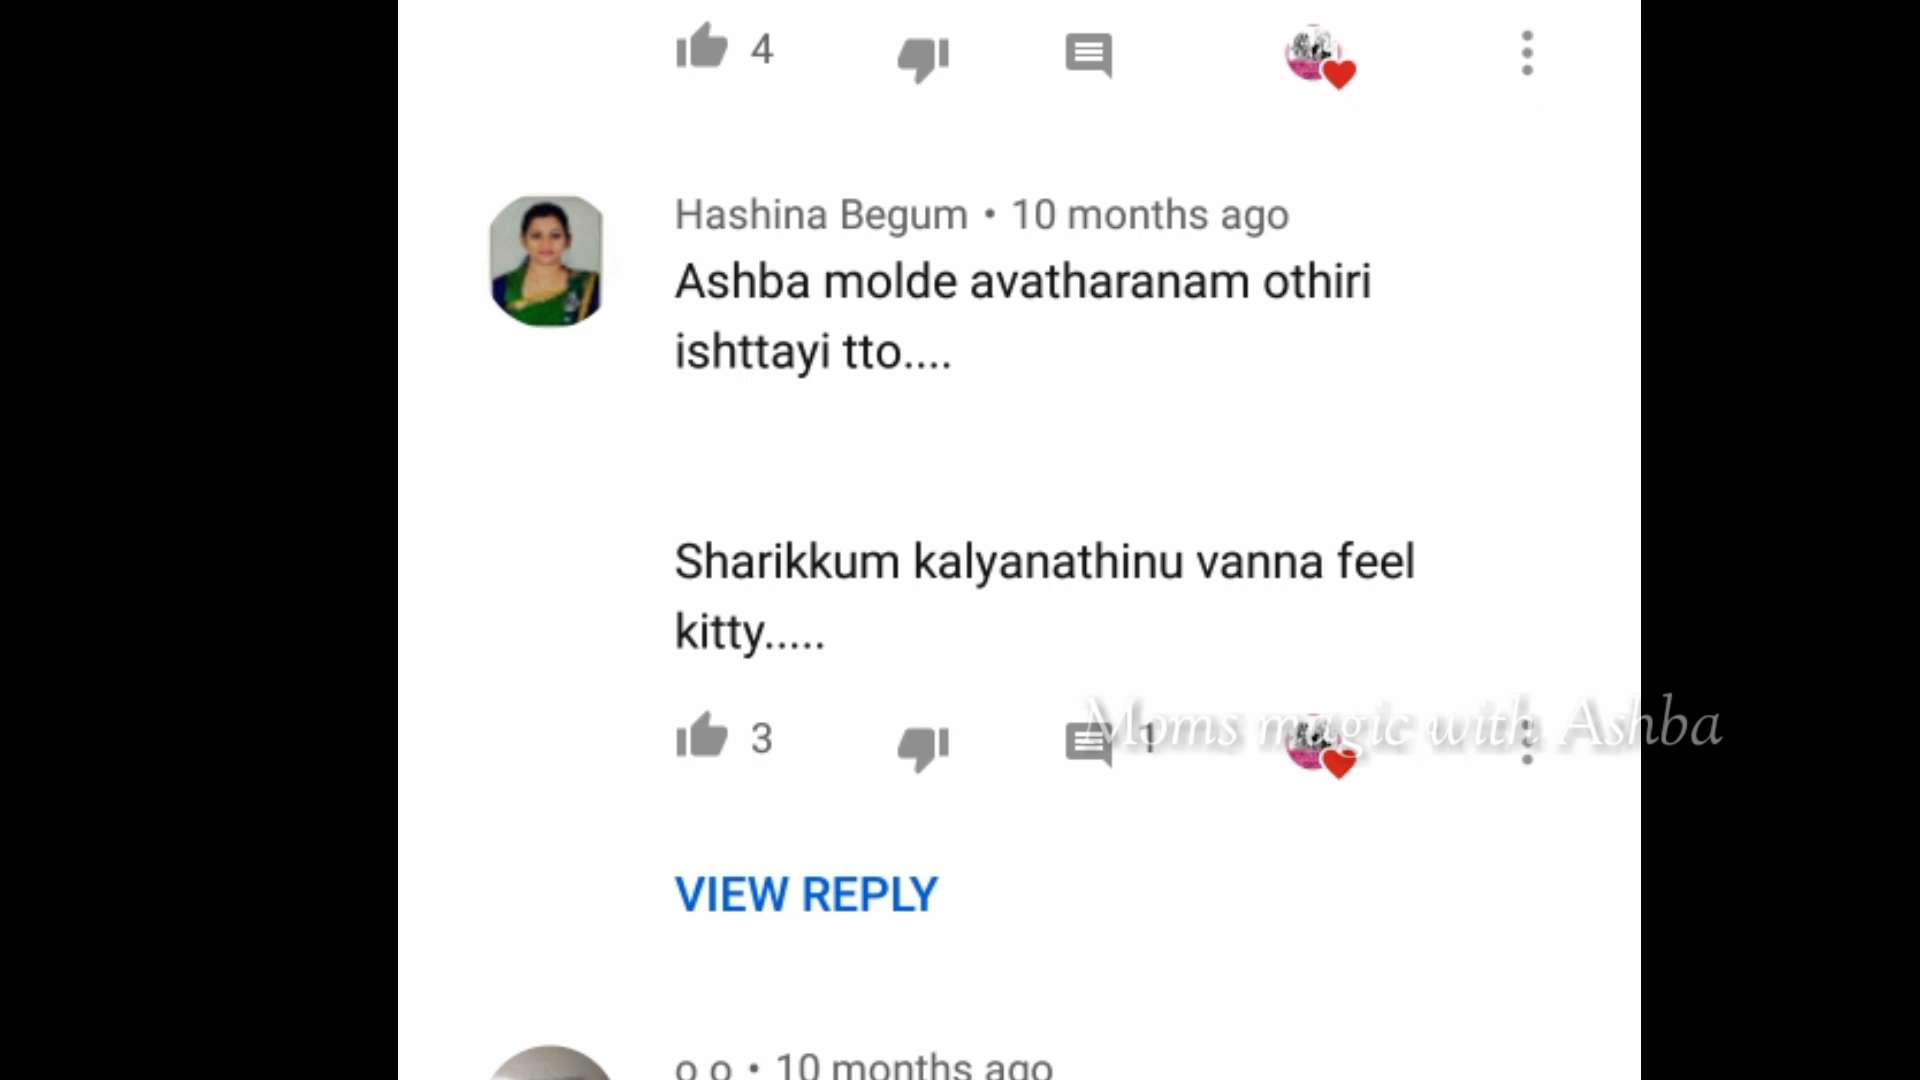 4
Hashina Begum • 10 months ago
Ashba molde avatharanam othiri
ishttayi tto....
Sharikkum kalyanathinu vanna feel
kitty.....
3 1
Moms magic with Ashba
VIEW REPLY
o o • 10 months ago